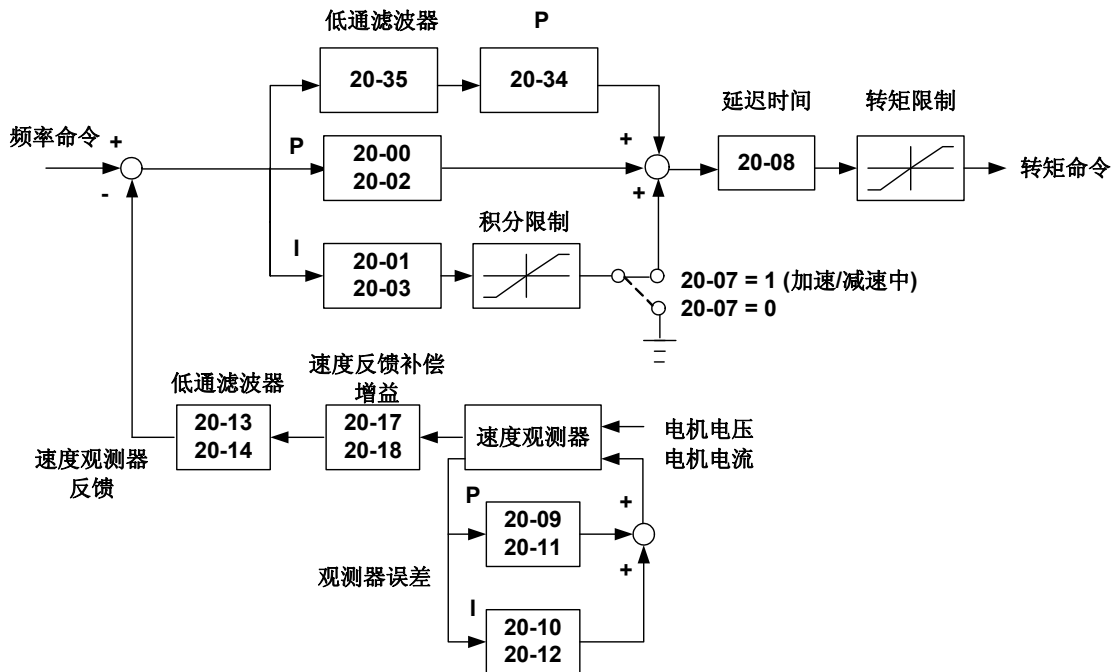 低通滤波器
P
20-35
20-34
延迟时间
转矩限制
频率命令
+
-
P
20-00
20-02
+
+
20-08
转矩命令
积分限制
I
20-01
20-03
20-07 = 1 (加速/减速中)
20-07 = 0
速度反馈补偿
增益
低通滤波器
20-13
20-14
20-17
20-18
速度观测器
电机电压
电机电流
速度观测器
反馈
P
20-09
20-11
+
+
观测器误差
I
20-10
20-12